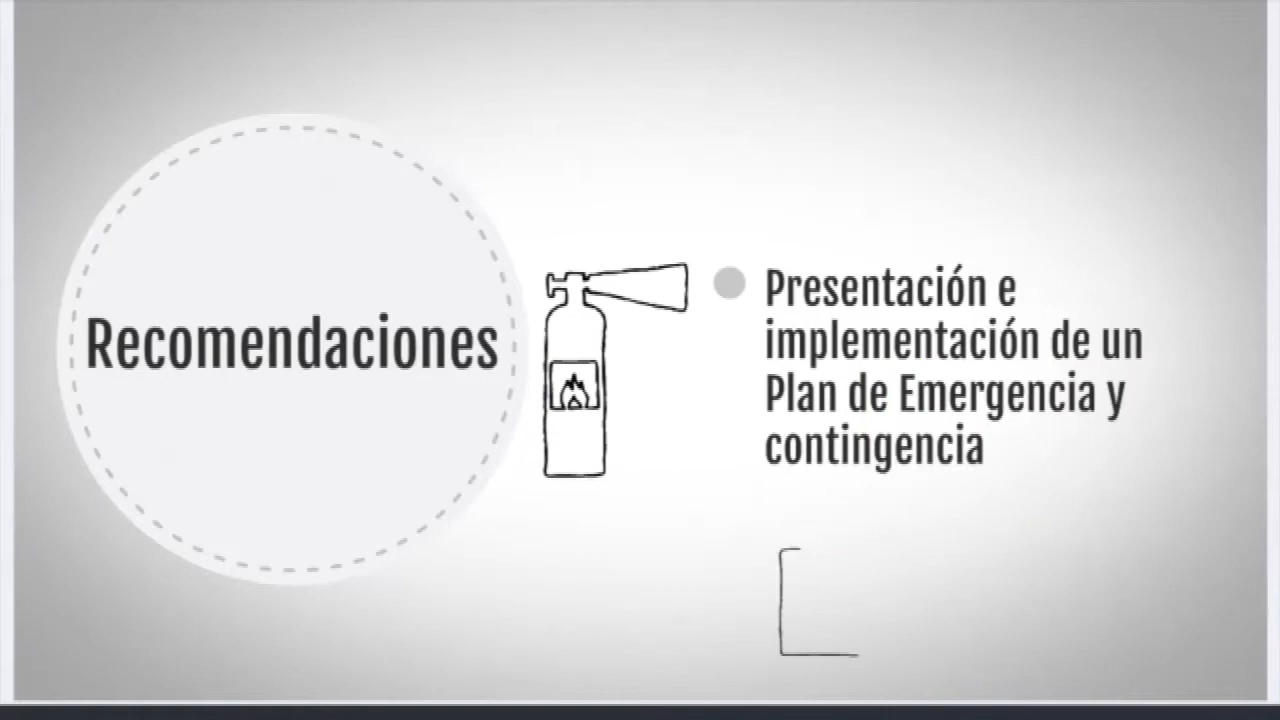 Recomendaciones
Presentación e
implementación de un
Plan de Emergencia y
contingencia